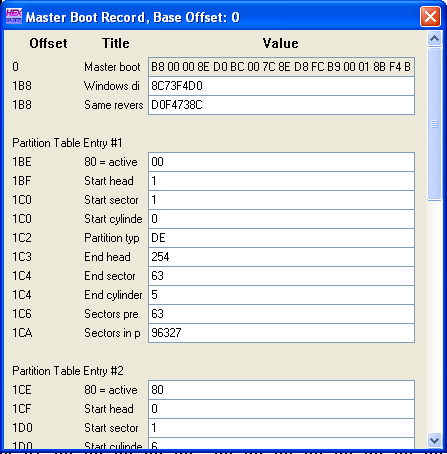 Master Boot Record, Base Offset: 0
Offset Title Value
0 Master boot B8 00 00 8E D0 BC 00 7C 8E D8 FC B9 00 01 8B F4 B
1B8 Windows di 8C73F4D0
1B8 Same revers D0F4738C
Partition Table Entry #1
1BE 80 = active 00
1BF Start head 1
1C0 Start sector 1
1C0 Start cylinde 0
1C2 Partition typ DE
1C3 End head 254
1C4 End sector 63
1C4 End cylinder 5
1C6 Sectors pre 63
1CA Sectors in p 96327
Partition Table Entry #2
1CE 80 = active 80
1CF Start head 0
1D0 Start sector 1
1D0 Start cylinde 6